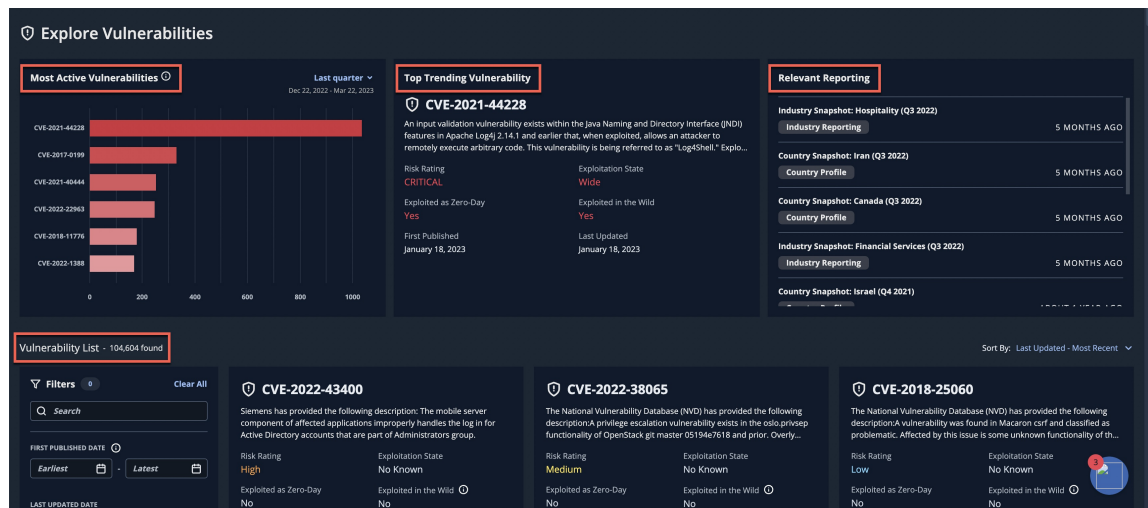 Explore Vulnerabilities
Most Active Vulnerabilities
Last quarter
Dec 22, 2022 - Mar 22, 2023
CVE-2021-44228
CVE-2017-0199
CVE-2021-40444
CVE-2022-22963
CVE-2018-11776
CVE-2022-1388
0 200 400 600 800 1000
Top Trending Vulnerability
CVE-2021-44228
An input validation vulnerability exists within the Java Naming and Directory Interface (JNDI)
features in Apache Log4j 2.14.1 and earlier that, when exploited, allows an attacker to
remotely execute arbitrary code. This vulnerability is being referred to as "Log4Shell." Explo...
Risk Rating Exploitation State
CRITICAL Wide
Exploited as Zero-Day Exploited in the Wild
Yes Yes
First Published Last Updated
January 18, 2023 January 18, 2023
Relevant Reporting
Industry Snapshot: Hospitality (Q3 2022)
Industry Reporting 5 MONTHS AGO
Country Snapshot: Iran (Q3 2022)
Country Profile 5 MONTHS AGO
Country Snapshot: Canada (Q3 2022)
Country Profile 5 MONTHS AGO
Industry Snapshot: Financial Services (Q3 2022)
Industry Reporting 5 MONTHS AGO
Country Snapshot: Israel (Q4 2021)
Vulnerability List - 104,604 found
Sort By: Last Updated - Most Recent
Filters 0 Clear All
Search
FIRST PUBLISHED DATE
Earliest - Latest
LAST UPDATED DATE
CVE-2022-43400
Siemens has provided the following description: The mobile server
component of affected applications improperly handles the log in for
Active Directory accounts that are part of Administrators group.
Risk Rating Exploitation State
High No Known
Exploited as Zero-Day Exploited in the Wild
No No
CVE-2022-38065
The National Vulnerability Database (NVD) has provided the following
description:A privilege escalation vulnerability exists in the oslo.privsep
functionality of OpenStack git master 05194e7618 and prior. Overly...
Risk Rating Exploitation State
Medium No Known
Exploited as Zero-Day Exploited in the Wild
No No
CVE-2018-25060
The National Vulnerability Database (NVD) has provided the following
description:A vulnerability was found in Macaron csrf and classified as
problematic. Affected by this issue is some unknown functionality of th...
Risk Rating Exploitation State
Low No Known
Exploited as Zero-Day Exploited in the Wild
No No
3